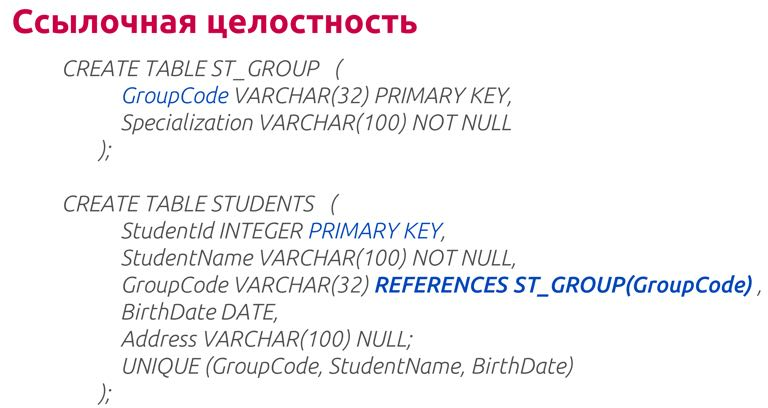 Ссылочная целостность
CREATE TABLE ST_GROUP (
GroupCode VARCHAR(32) PRIMARY KEY,
Specialization VARCHAR(100) NOT NULL
);
CREATE TABLE STUDENTS (
StudentId INTEGER PRIMARY KEY,
StudentName VARCHAR(100) NOT NULL,
GroupCode VARCHAR(32) REFERENCES ST_GROUP(GroupCode) ,
BirthDate DATE,
Address VARCHAR(100) NULL;
UNIQUE (GroupCode, StudentName, BirthDate)
);